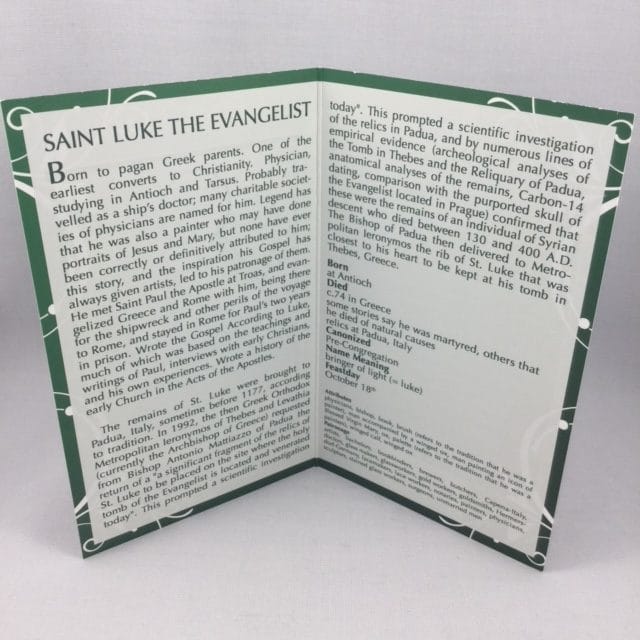 SAINT LUKE THE EVANGELIST
Born to pagan Greek parents. One of the
earliest converts to Christianity. Physician,
studying in Antioch and Tarsus. Probably tra-
velled as a ship's doctor; many charitable societ-
ies of physicians are named for him. Legend has
that he was also a painter who may have done
portraits of Jesus and Mary, but none have ever
been correctly or definitively attributed to him;
this story, and the inspiration his Gospel has
always given artists, led to his patronage of them.
He met Saint Paul the Apostle at Troas, and evan-
gelized Greece and Rome with him, being there
for the shipwreck and other perils of the voyage
to Rome, and stayed in Rome for Paul's two years
in prison. Wrote the Gospel According to Luke,
much of which was based on the teachings and
writings of Paul, interviews with early Christians,
and his own experiences. Wrote a history of the
early Church in the Acts of the Apostles.
The remains of St. Luke were brought to
Padua, Italy, sometime before 1177, according
to tradition. In 1992, the then Greek Orthodox
Metropolitan Ieronymos of Thebes and Levathia
(currently the Archbishop of Greece) requested
from Bishop Antonio Mattiazzo of Padua the
return of a "a significant fragment of the relics of
St. Luke to be placed on the site where the holy
tomb of the Evangelist is located and venerated
today". This prompted a scientific investigation
today". This prompted a scientific investigation
of the relics in Padua, and by numerous lines of
empirical evidence (archeological analyses of
the Tomb in Thebes and the Reliquary of Padua,
anatomical analyses of the remains, Carbon-14
dating, comparison with the purported skull of
the Evangelist located in Prague) confirmed that
these were the remains of an individual of Syrian
descent who died between 130 and 400 A.D.
The Bishop of Padua then delivered to Metro-
politan Ieronymos the rib of St. Luke that was
closest to his heart to be kept at his tomb in
Thebes, Greece.
Born
at Antioch
Died
c.74 in Greece
some stories say he was martyred, others that
he died of natural causes
relics at Padua, Italy
Canonized
Pre-Congregation
Name Meaning
bringer of light (= luke)
Feastday
October 18th
Attributes